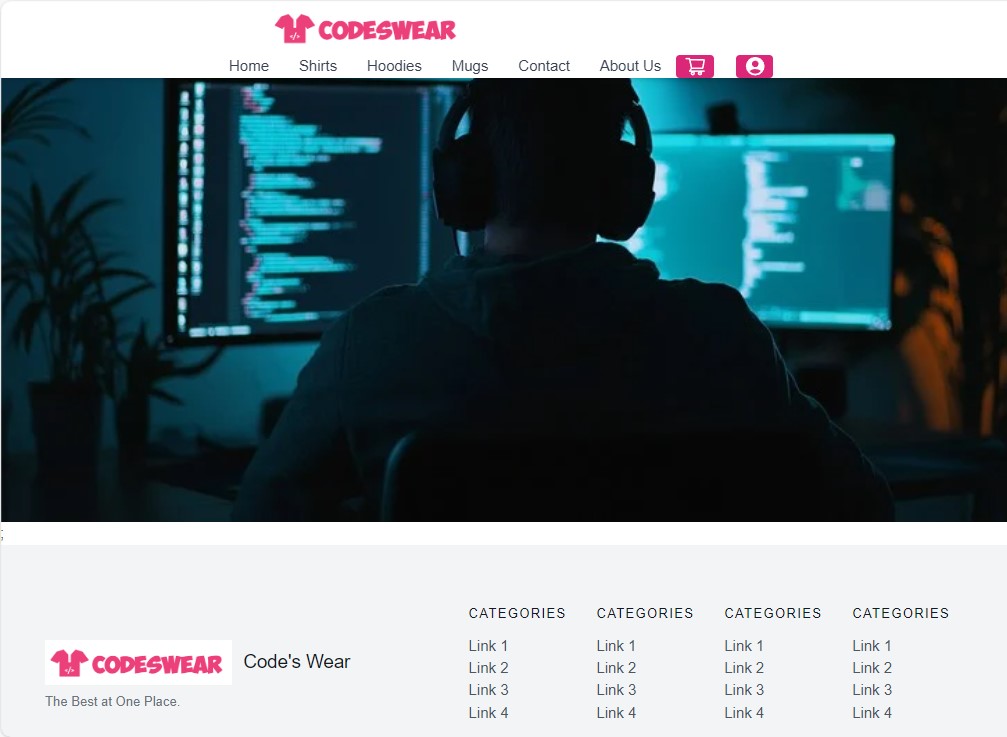 CODESWEAR
Home Shirts Hoodies Mugs Contact About Us
;
CATEGORIES CATEGORIES CATEGORIES CATEGORIES
Link 1 Link 1 Link 1 Link 1
CODESWEAR Code's Wear
Link 2 Link 2 Link 2 Link 2
Link 3 Link 3 Link 3 Link 3
The Best at One Place.
Link 4 Link 4 Link 4 Link 4